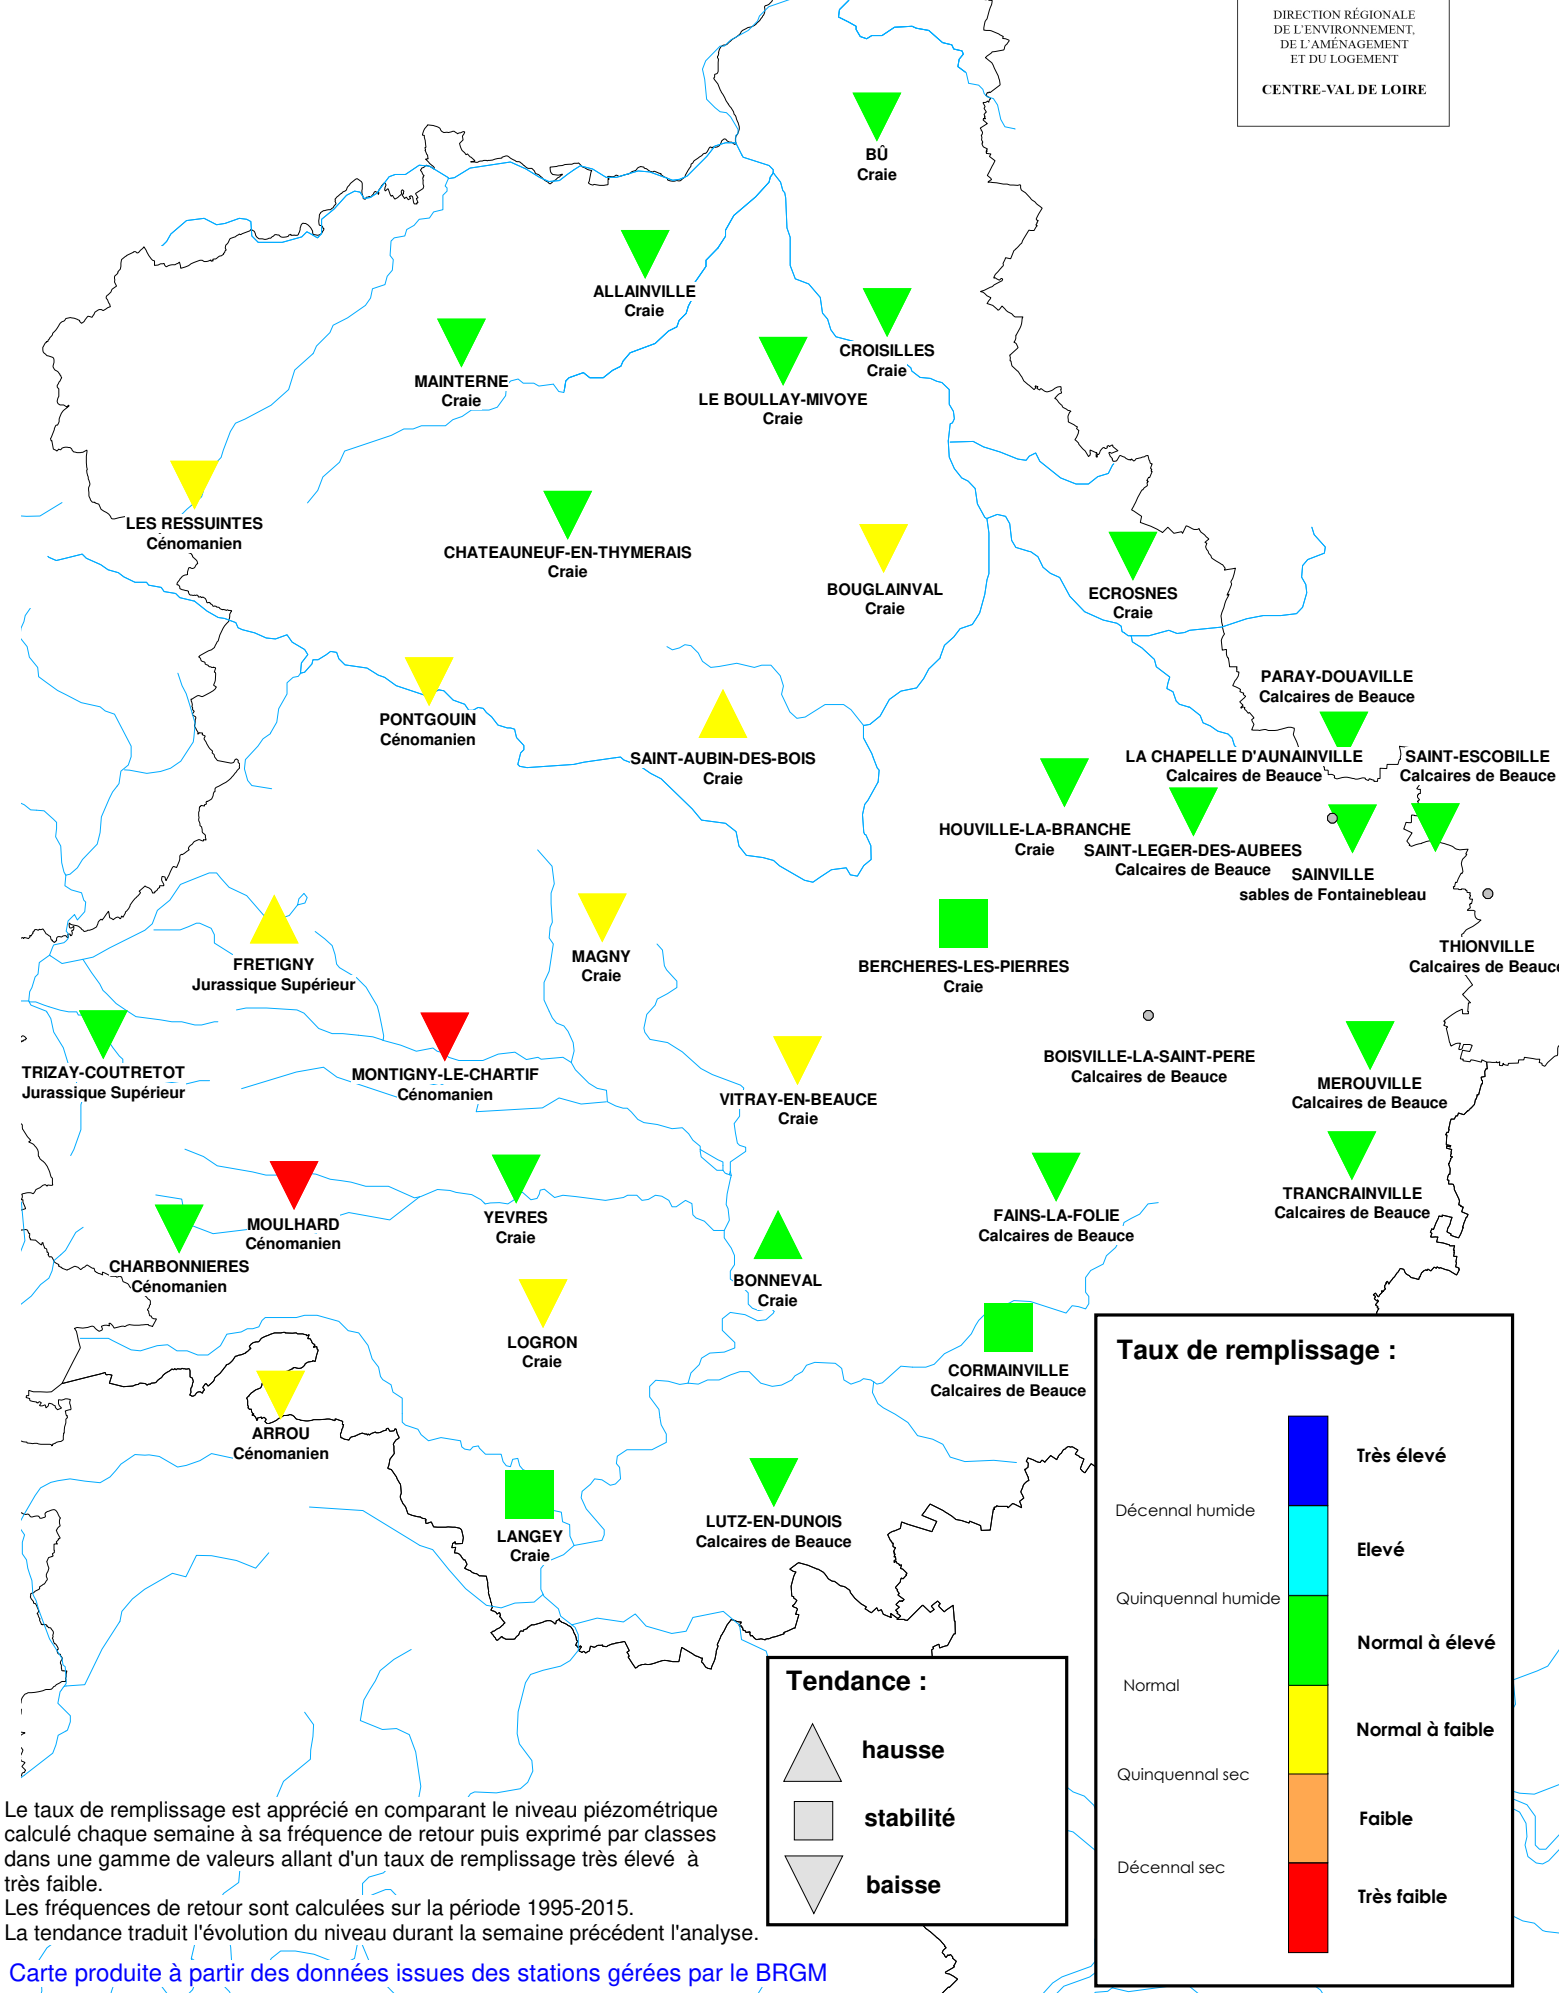 DIRECTION RÉGIONALE
DE L'ENVIRONNEMENT,
DE L'AMÉNAGEMENT
ET DU LOGEMENT
CENTRE-VAL DE LOIRE
BÛ
Craie
ALLAINVILLE
Craie
CROISILLES
Craie
MAINTERNE
Craie
LE BOULLAY-MIVOYE
Craie
LES RESSUINTES
Cénomanien
CHATEAUNEUF-EN-THYMERAIS
Craie
BOUGLAINVAL
Craie
ECROSNES
Craie
PARAY-DOUAVILLE
Calcaires de Beauce
PONTGOUIN
Cénomanien
SAINT-AUBIN-DES-BOIS
Craie
LA CHAPELLE D'AUNAINVILLE
Calcaires de Beauce
SAINT-ESCOBILLE
Calcaires de Beauce
HOUVILLE-LA-BRANCHE
Craie
SAINT-LEGER-DES-AUBEES
Calcaires de Beauce
SAINVILLE
sables de Fontainebleau
FRETIGNY
Jurassique Supérieur
MAGNY
Craie
BERCHERES-LES-PIERRES
Craie
THIONVILLE
Calcaires de Beauce
TRIZAY-COUTRETOT
Jurassique Supérieur
MONTIGNY-LE-CHARTIF
Cénomanien
VITRAY-EN-BEAUCE
Craie
BOISVILLE-LA-SAINT-PERE
Calcaires de Beauce
MEROUVILLE
Calcaires de Beauce
MOULHARD
Cénomanien
YEVRES
Craie
FAINS-LA-FOLIE
Calcaires de Beauce
TRANCRAINVILLE
Calcaires de Beauce
CHARBONNIERES
Cénomanien
BONNEVAL
Craie
LOGRON
Craie
CORMAINVILLE
Calcaires de Beauce
ARROU
Cénomanien
LANGEY
Craie
LUTZ-EN-DUNOIS
Calcaires de Beauce
Taux de remplissage :
Très élevé
Décennal humide
Elevé
Quinquennal humide
Normal à élevé
Normal
Normal à faible
Quinquennal sec
Faible
Décennal sec
Très faible
Tendance :
hausse
stabilité
baisse
Le taux de remplissage est apprécié en comparant le niveau piézométrique
calculé chaque semaine à sa fréquence de retour puis exprimé par classes
dans une gamme de valeurs allant d'un taux de remplissage très élevé à
très faible.
Les fréquences de retour sont calculées sur la période 1995-2015.
La tendance traduit l'évolution du niveau durant la semaine précédent l'analyse.
Carte produite à partir des données issues des stations gérées par le BRGM